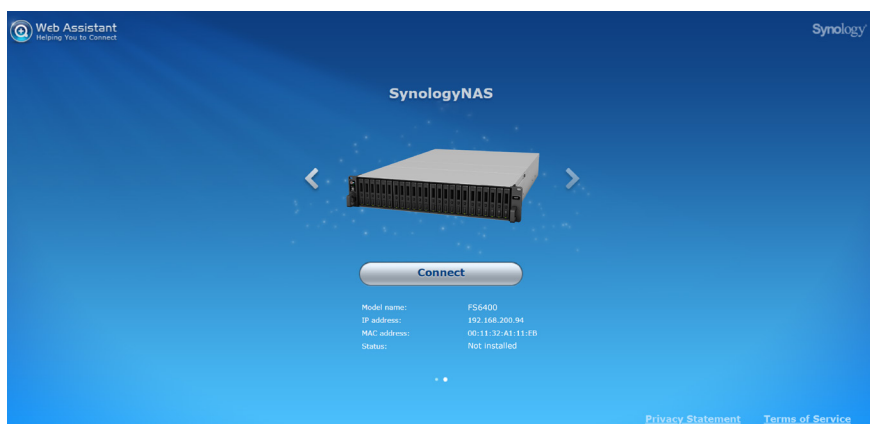 Web Assistant
Helping You to Connect
Synology
SynologyNAS
Connect
Model name: FS6400
IP address: 192.168.200.94
MAC address: 00:11:32:A1:11:EB
Status: Not installed
Privacy Statement Terms of Service